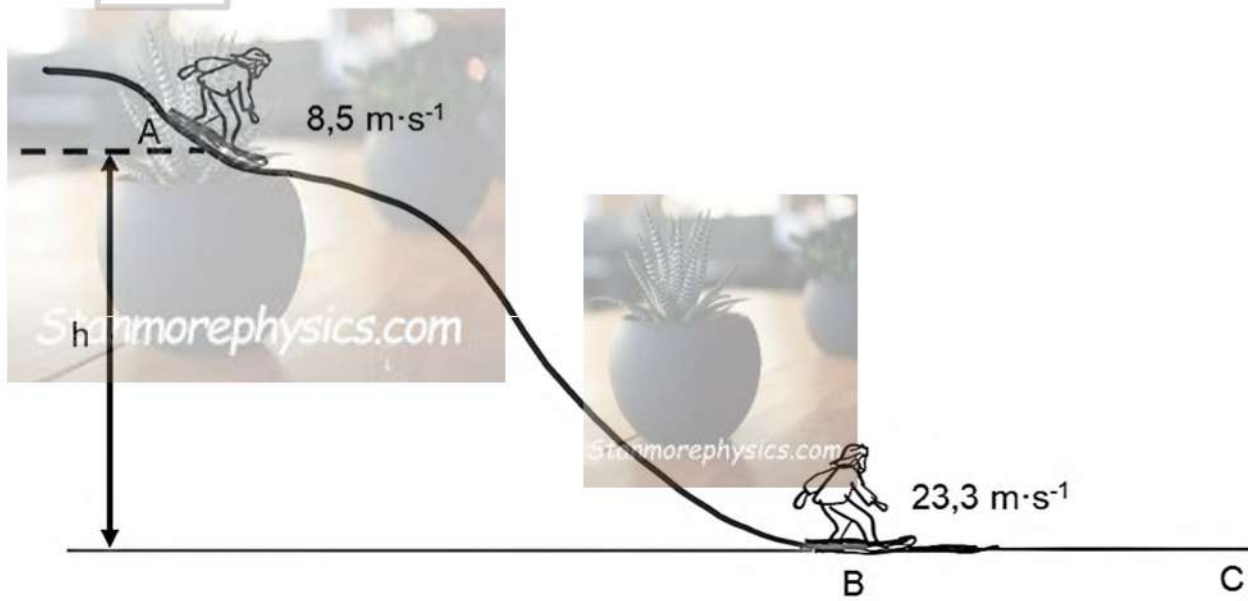 A
8,5 m·s⁻¹
Stanmorephysics.com
h
Stanmorephysics.com
23,3 m·s⁻¹
B
C